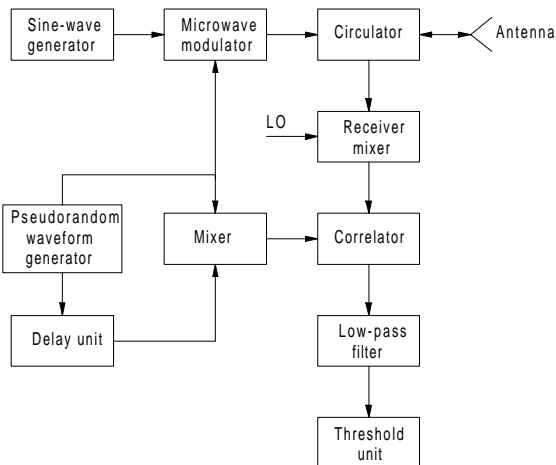 Sine-wave
generator
Microwave
modulator
Circulator
Antenna
LO
Receiver
mixer
Pseudorandom
waveform
generator
Mixer
Correlator
Delay unit
Low-pass
filter
Threshold
unit